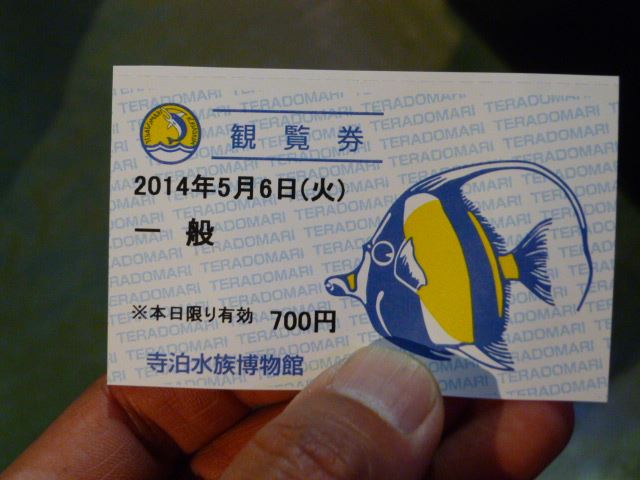 観覧券
2014年5月6日(火)
一般
※本日限り有効 700円
寺泊水族博物館
TERADOMARI